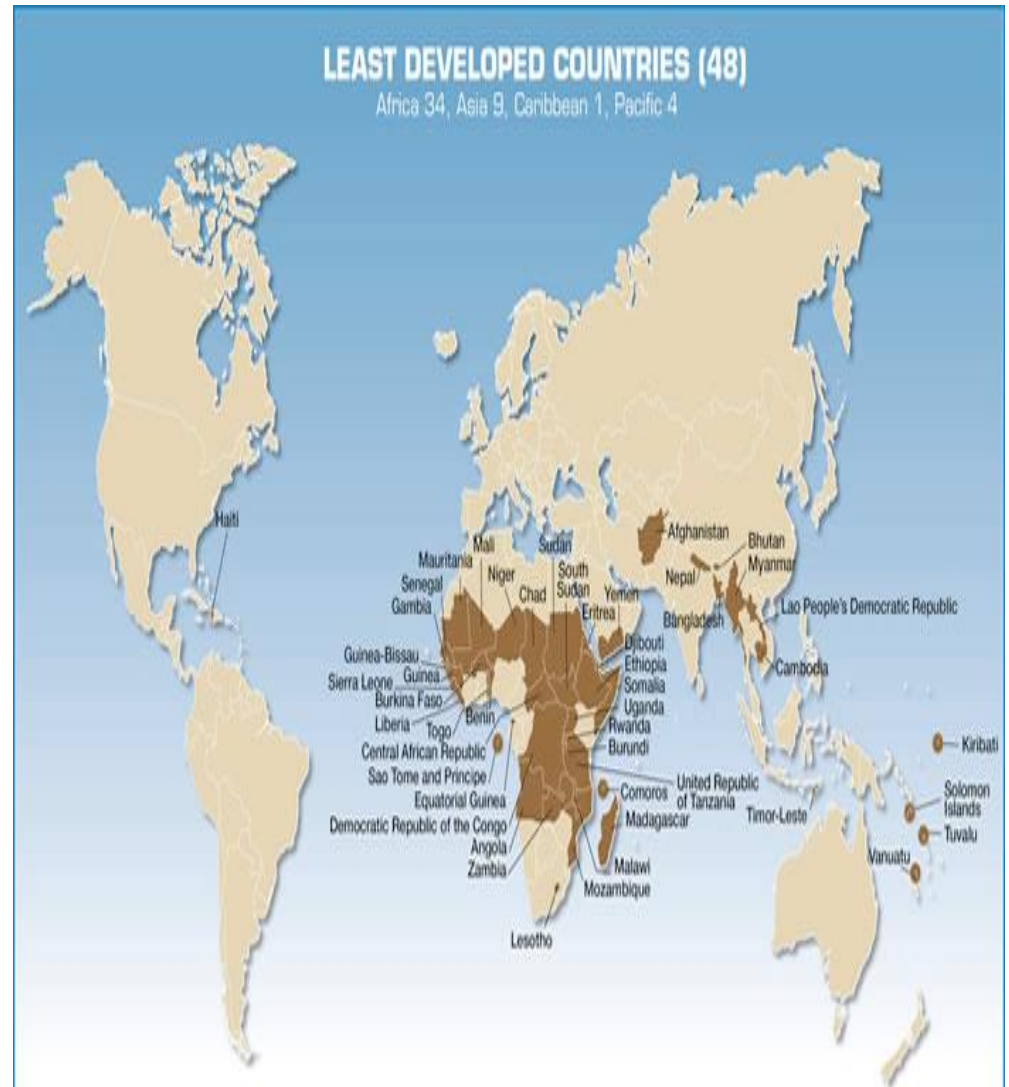 LEAST DEVELOPED COUNTRIES (48)
Africa 34, Asia 9, Caribbean 1, Pacific 4
Haiti
Afghanistan
Bhutan
Nepal
Myanmar
Bangladesh
Lao People's Democratic Republic
Cambodia
Mali
Sudan
Mauritania
Niger
South
Sudan
Senegal
Chad
Yemen
Gambia
Eritrea
Djibouti
Guinea-Bissau
Ethiopia
Guinea
Sierra Leone
Somalia
Burkina Faso
Uganda
Liberia
Togo
Benin
Rwanda
Central African Republic
Burundi
Sao Tome and Principe
United Republic
of Tanzania
Equatorial Guinea
Comoros
Democratic Republic of the Congo
Madagascar
Angola
Zambia
Malawi
Mozambique
Lesotho
Timor-Leste
Kiribati
Solomon
Islands
Tuvalu
Vanuatu